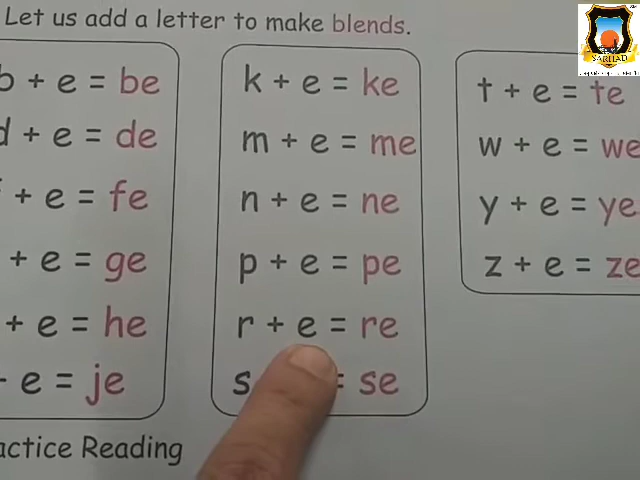 Let us add a letter to make blends.
b + e = be
d + e = de
+ e = fe
+ e = ge
+ e = he
e = je
k + e = ke
m + e = me
n + e = ne
p + e = pe
r + e = re
s = se
t + e = te
w + e = we
y + e = ye
z + e = ze
Reading
SARHAD